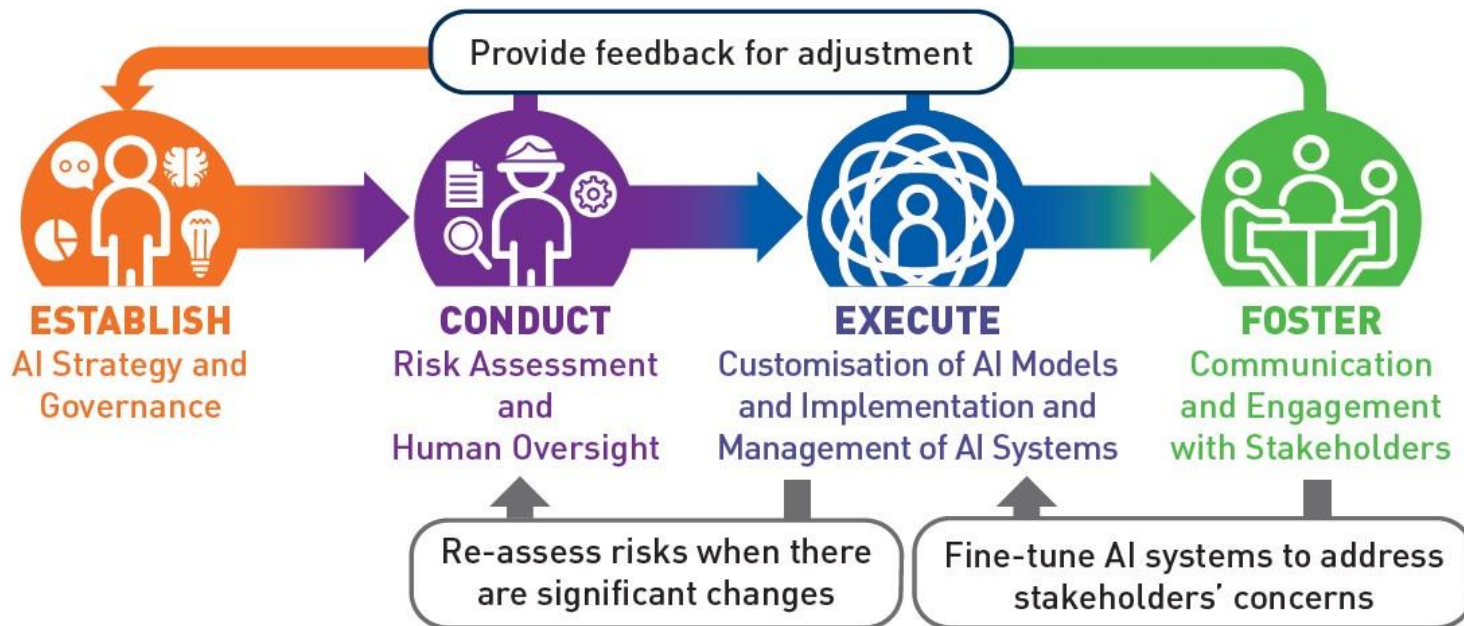 Provide feedback for adjustment
ESTABLISH
AI Strategy and
Governance
CONDUCT
Risk Assessment
and
Human Oversight
EXECUTE
Customisation of AI Models
and Implementation and
Management of AI Systems
FOSTER
Communication
and Engagement
with Stakeholders
Re-assess risks when there
are significant changes
Fine-tune AI systems to address
stakeholders’ concerns